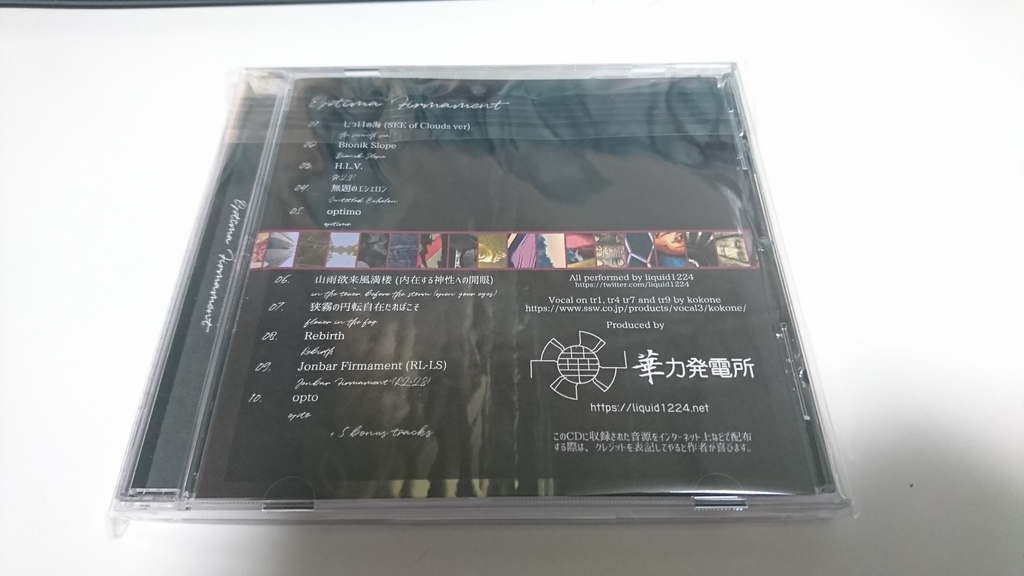 Eptima Firmament
01. 七つ目の海 (SEE of Clouds ver)
the seventh sea
02. Bionik Slope
Bionik Slope
03. H.L.V.
H.L.V
04. 無題のエシェロン
Untitled Echelon
05. optimo
optimo
06. 山雨欲来風満楼 (内在する神性への開眼)
in the tower before the storm (open your eyes)
07. 狭霧の円転自在たればこそ
flower in the fog
08. Rebirth
Rebirth
09. Jonbar Firmament (RL-LS)
Jonbar Firmament (RL-LS)
10. opto
opto
+5 Bonus tracks
All performed by liquid1224
https://twitter.com/liquid1224
Vocal on tr1, tr4 tr7 and tr9 by kokone
https://www.ssw.co.jp/products/vocal3/kokone/
Produced by
華力発電所
https://liquid1224.net
このCDに収録された音源をインターネット上などで配布
する際は、クレジットを表記してやると作者が喜びます。
Eptima Firmament